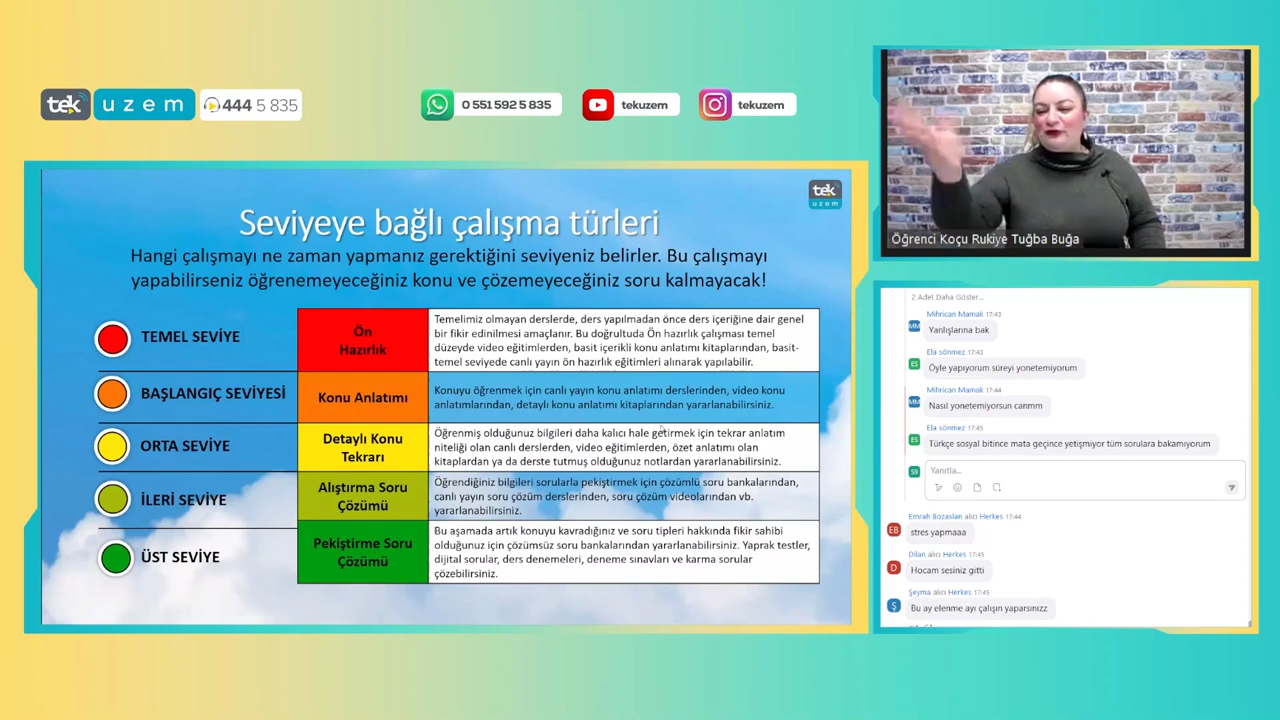 tek uzem 444 5 835
0 551 592 5 835
tekuzem
tekuzem
tek
uzem
Seviyeye bağlı çalışma türleri
Hangi çalışmayı ne zaman yapmanız gerektiğini seviyeniz belirler. Bu çalışmayı
yapabilirseniz öğrenemeyeceğiniz konu ve çözemeyeceğiniz soru kalmayacak!
TEMEL SEVİYE
Ön
Hazırlık
Temelimiz olmayan derslerde, ders yapılmadan önce ders içeriğine dair genel
bir fikir edinilmesi amaçlanır. Bu doğrultuda Ön hazırlık çalışması temel
düzeyde video eğitimlerden, basit içerikli konu anlatımı kitaplarından, basit-
temel seviyede canlı yayın ön hazırlık eğitimleri alınarak yapılabilir.
BAŞLANGIÇ SEVİYESİ
Konu Anlatımı
Konuyu öğrenmek için canlı yayın konu anlatımı derslerinden, video konu
anlatımlarından, detaylı konu anlatımı kitaplarından yararlanabilirsiniz.
ORTA SEVİYE
Detaylı Konu
Tekrarı
Öğrenmiş olduğunuz bilgileri daha kalıcı hale getirmek için tekrar anlatım
niteliği olan canlı derslerden, video eğitimlerden, özet anlatımı olan
kitaplardan ya da derste tutmuş olduğunuz notlardan yararlanabilirsiniz.
İLERİ SEVİYE
Alıştırma Soru
Çözümü
Öğrendiğiniz bilgileri sorularla pekiştirmek için çözümlü soru bankalarından,
canlı yayın soru çözüm derslerinden, soru çözüm videolarından vb.
yararlanabilirsiniz.
ÜST SEVİYE
Pekiştirme Soru
Çözümü
Bu aşamada artık konuyu kavradığınız ve soru tipleri hakkında fikir sahibi
olduğunuz için çözümsüz soru bankalarından yararlanabilirsiniz. Yaprak testler,
dijital sorular, ders denemeleri, deneme sınavları ve karma sorular
çözebilirsiniz.
Öğrenci Koçu Rukiye Tuğba Buğa
2 Adet Daha Göster...
Mihrican Mamak 17:43
MM Yanlışlarına bak
Ela sönmez 17:43
ES Öyle yapıyorum süreyi yonetemiyorum
Mihrican Mamak 17:44
MM Nasıl yonetemiyorsun canmm
Ela sönmez 17:45
ES Türkçe sosyal bitince mata geçince yetişmiyor tüm sorulara bakamıyorum
S9 Yanıtla...
Emrah Bozaslan alıcı Herkes 17:44
EB stres yapmaaa
Dilan alıcı Herkes 17:45
D Hocam sesiniz gitti
Şeyma alıcı Herkes 17:45
Ş Bu ay elenme ayı çalışın yaparsınızz